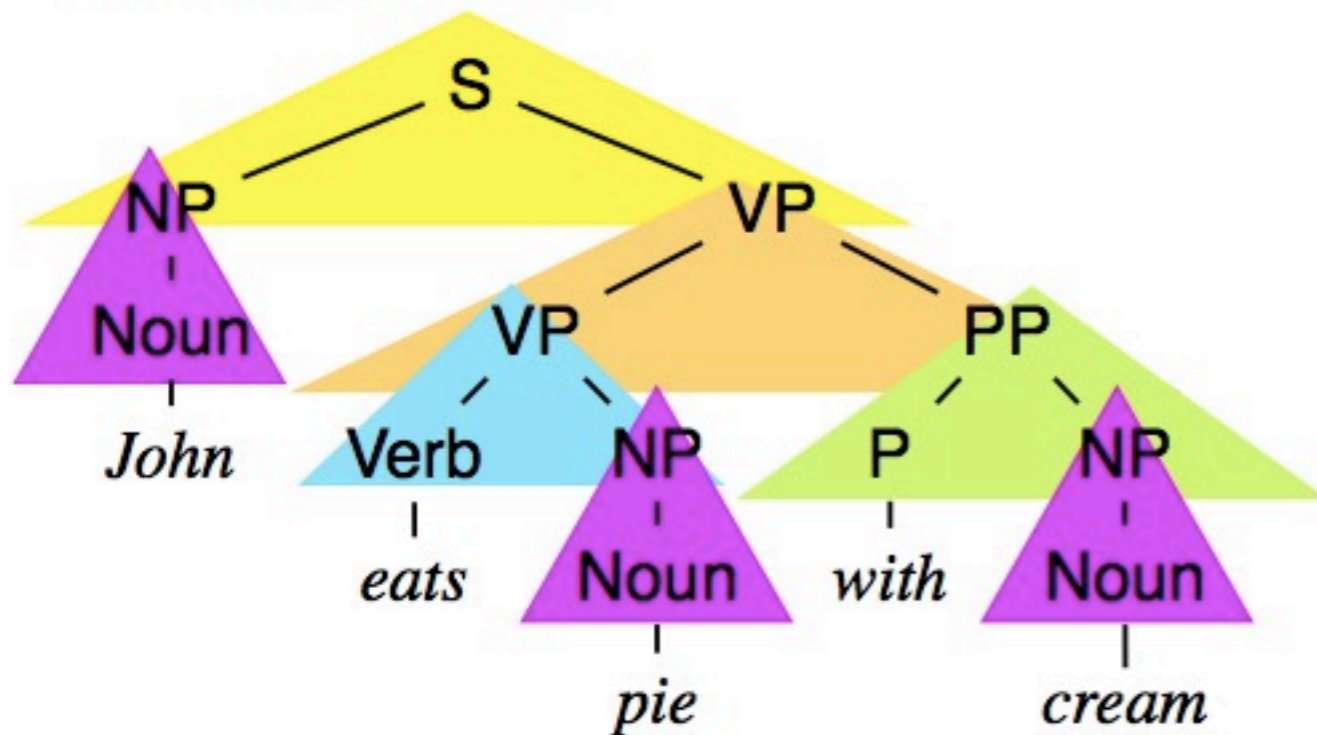 S
NP VP
Noun VP PP
John Verb NP P NP
eats Noun with Noun
pie cream